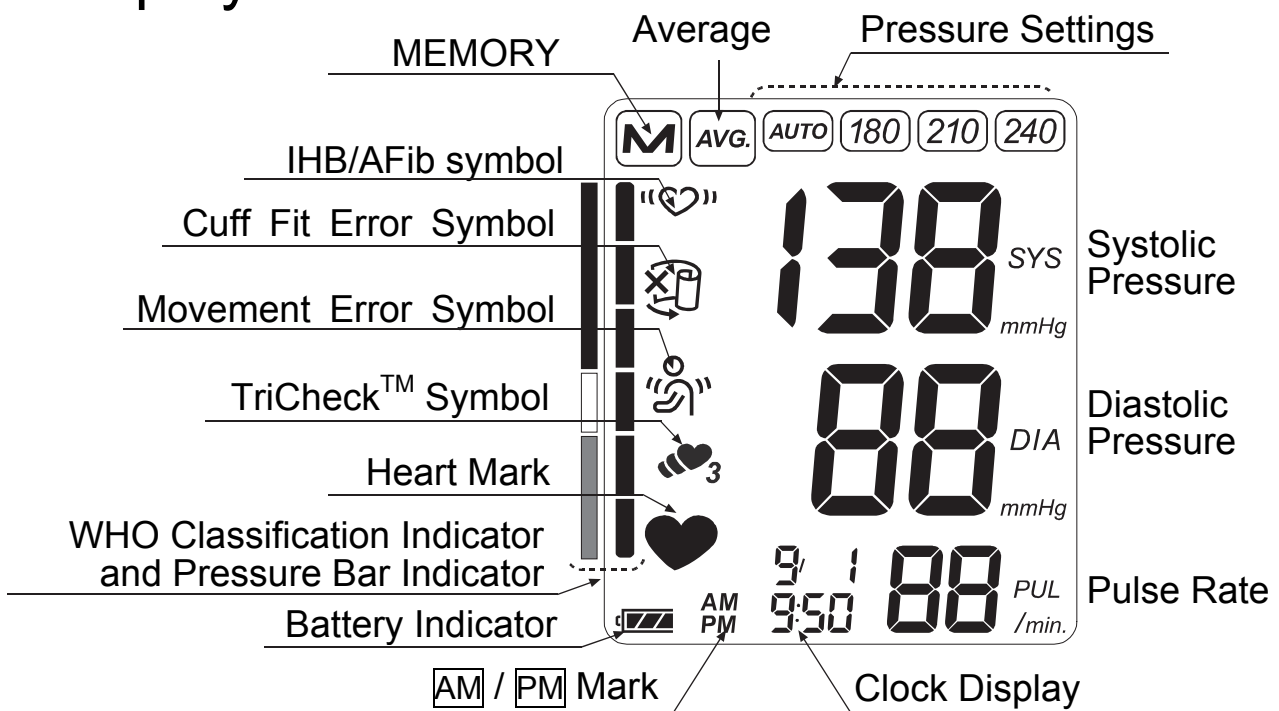 Average
Pressure Settings
MEMORY
M AVG. AUTO 180 210 240
IHB/AFib symbol
Cuff Fit Error Symbol
138 SYS mmHg
Systolic
Pressure
Movement Error Symbol
TriCheck™ Symbol
88 DIA mmHg
Diastolic
Pressure
3
Heart Mark
WHO Classification Indicator
and Pressure Bar Indicator
9/ 1
88 PUL /min.
Pulse Rate
Battery Indicator
AM
PM
9:50
AM / PM Mark
Clock Display